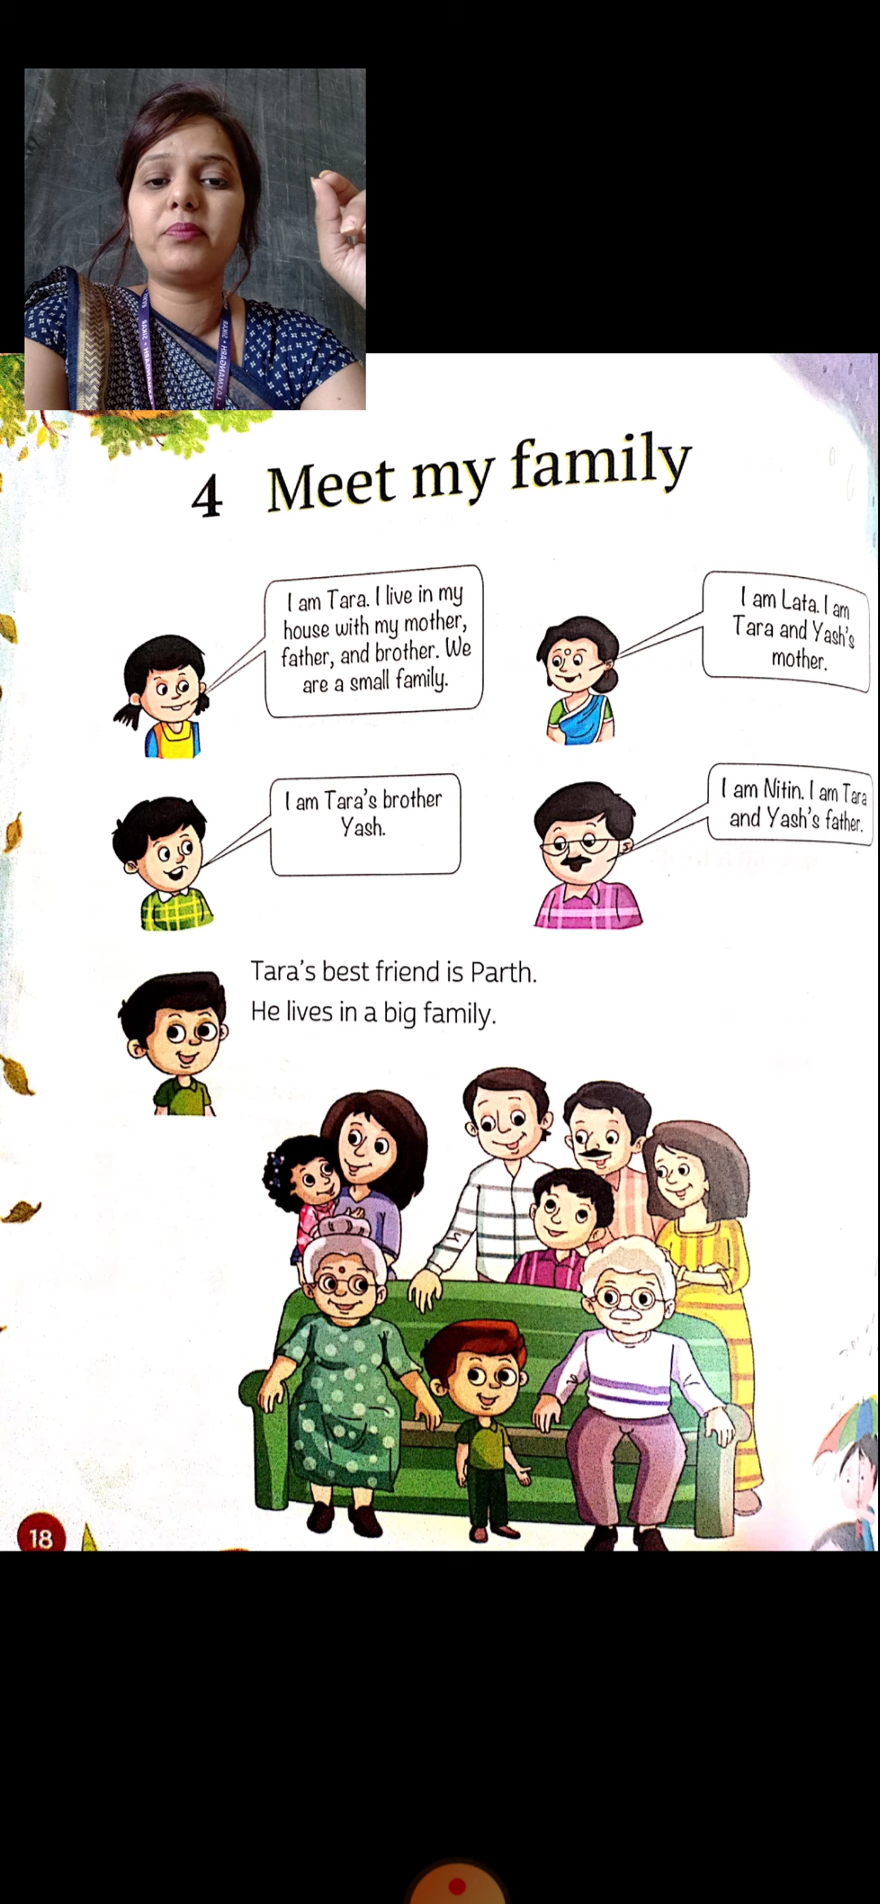 4 Meet my family
I am Tara. I live in my
house with my mother,
father, and brother. We
are a small family.
I am Lata. I am
Tara and Yash's
mother.
I am Tara's brother
Yash.
I am Nitin. I am Tara
and Yash's father.
Tara's best friend is Parth.
He lives in a big family.
18